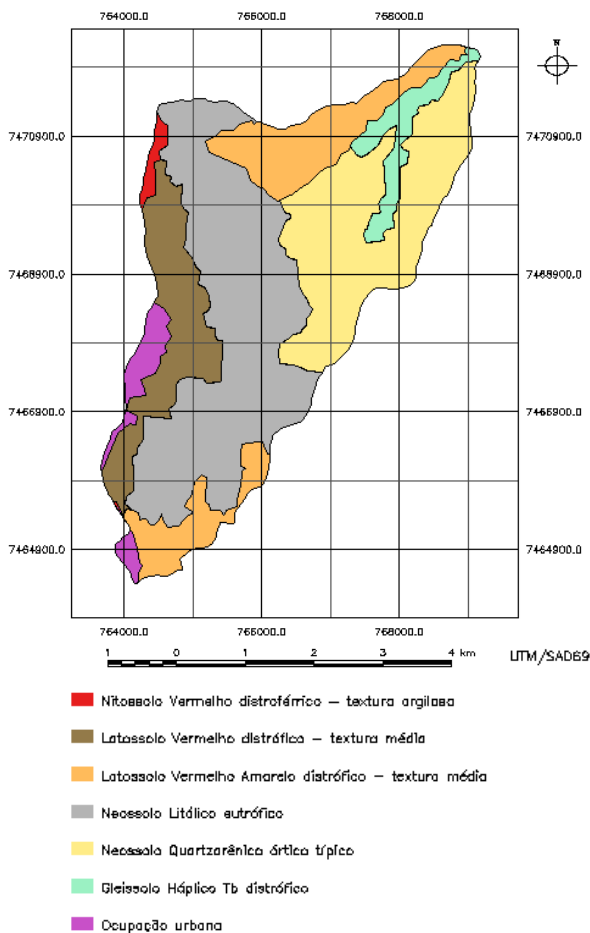 764000.0 766000.0 768000.0
N
7470900.0 7470900.0
7468900.0 7468900.0
7466900.0 7466900.0
7464900.0 7464900.0
764000.0 766000.0 768000.0
1 0 1 2 3 4 km
UTM/SAD69
Nitossolo Vermelho distroférrico – textura argilosa
Latossolo Vermelho distrófico – textura média
Latossolo Vermelho Amarelo distrófico – textura média
Neossolo Litólico eutrófico
Neossolo Quartzarênico órtico típico
Gleissolo Háplico Tb distrófico
Ocupação urbana